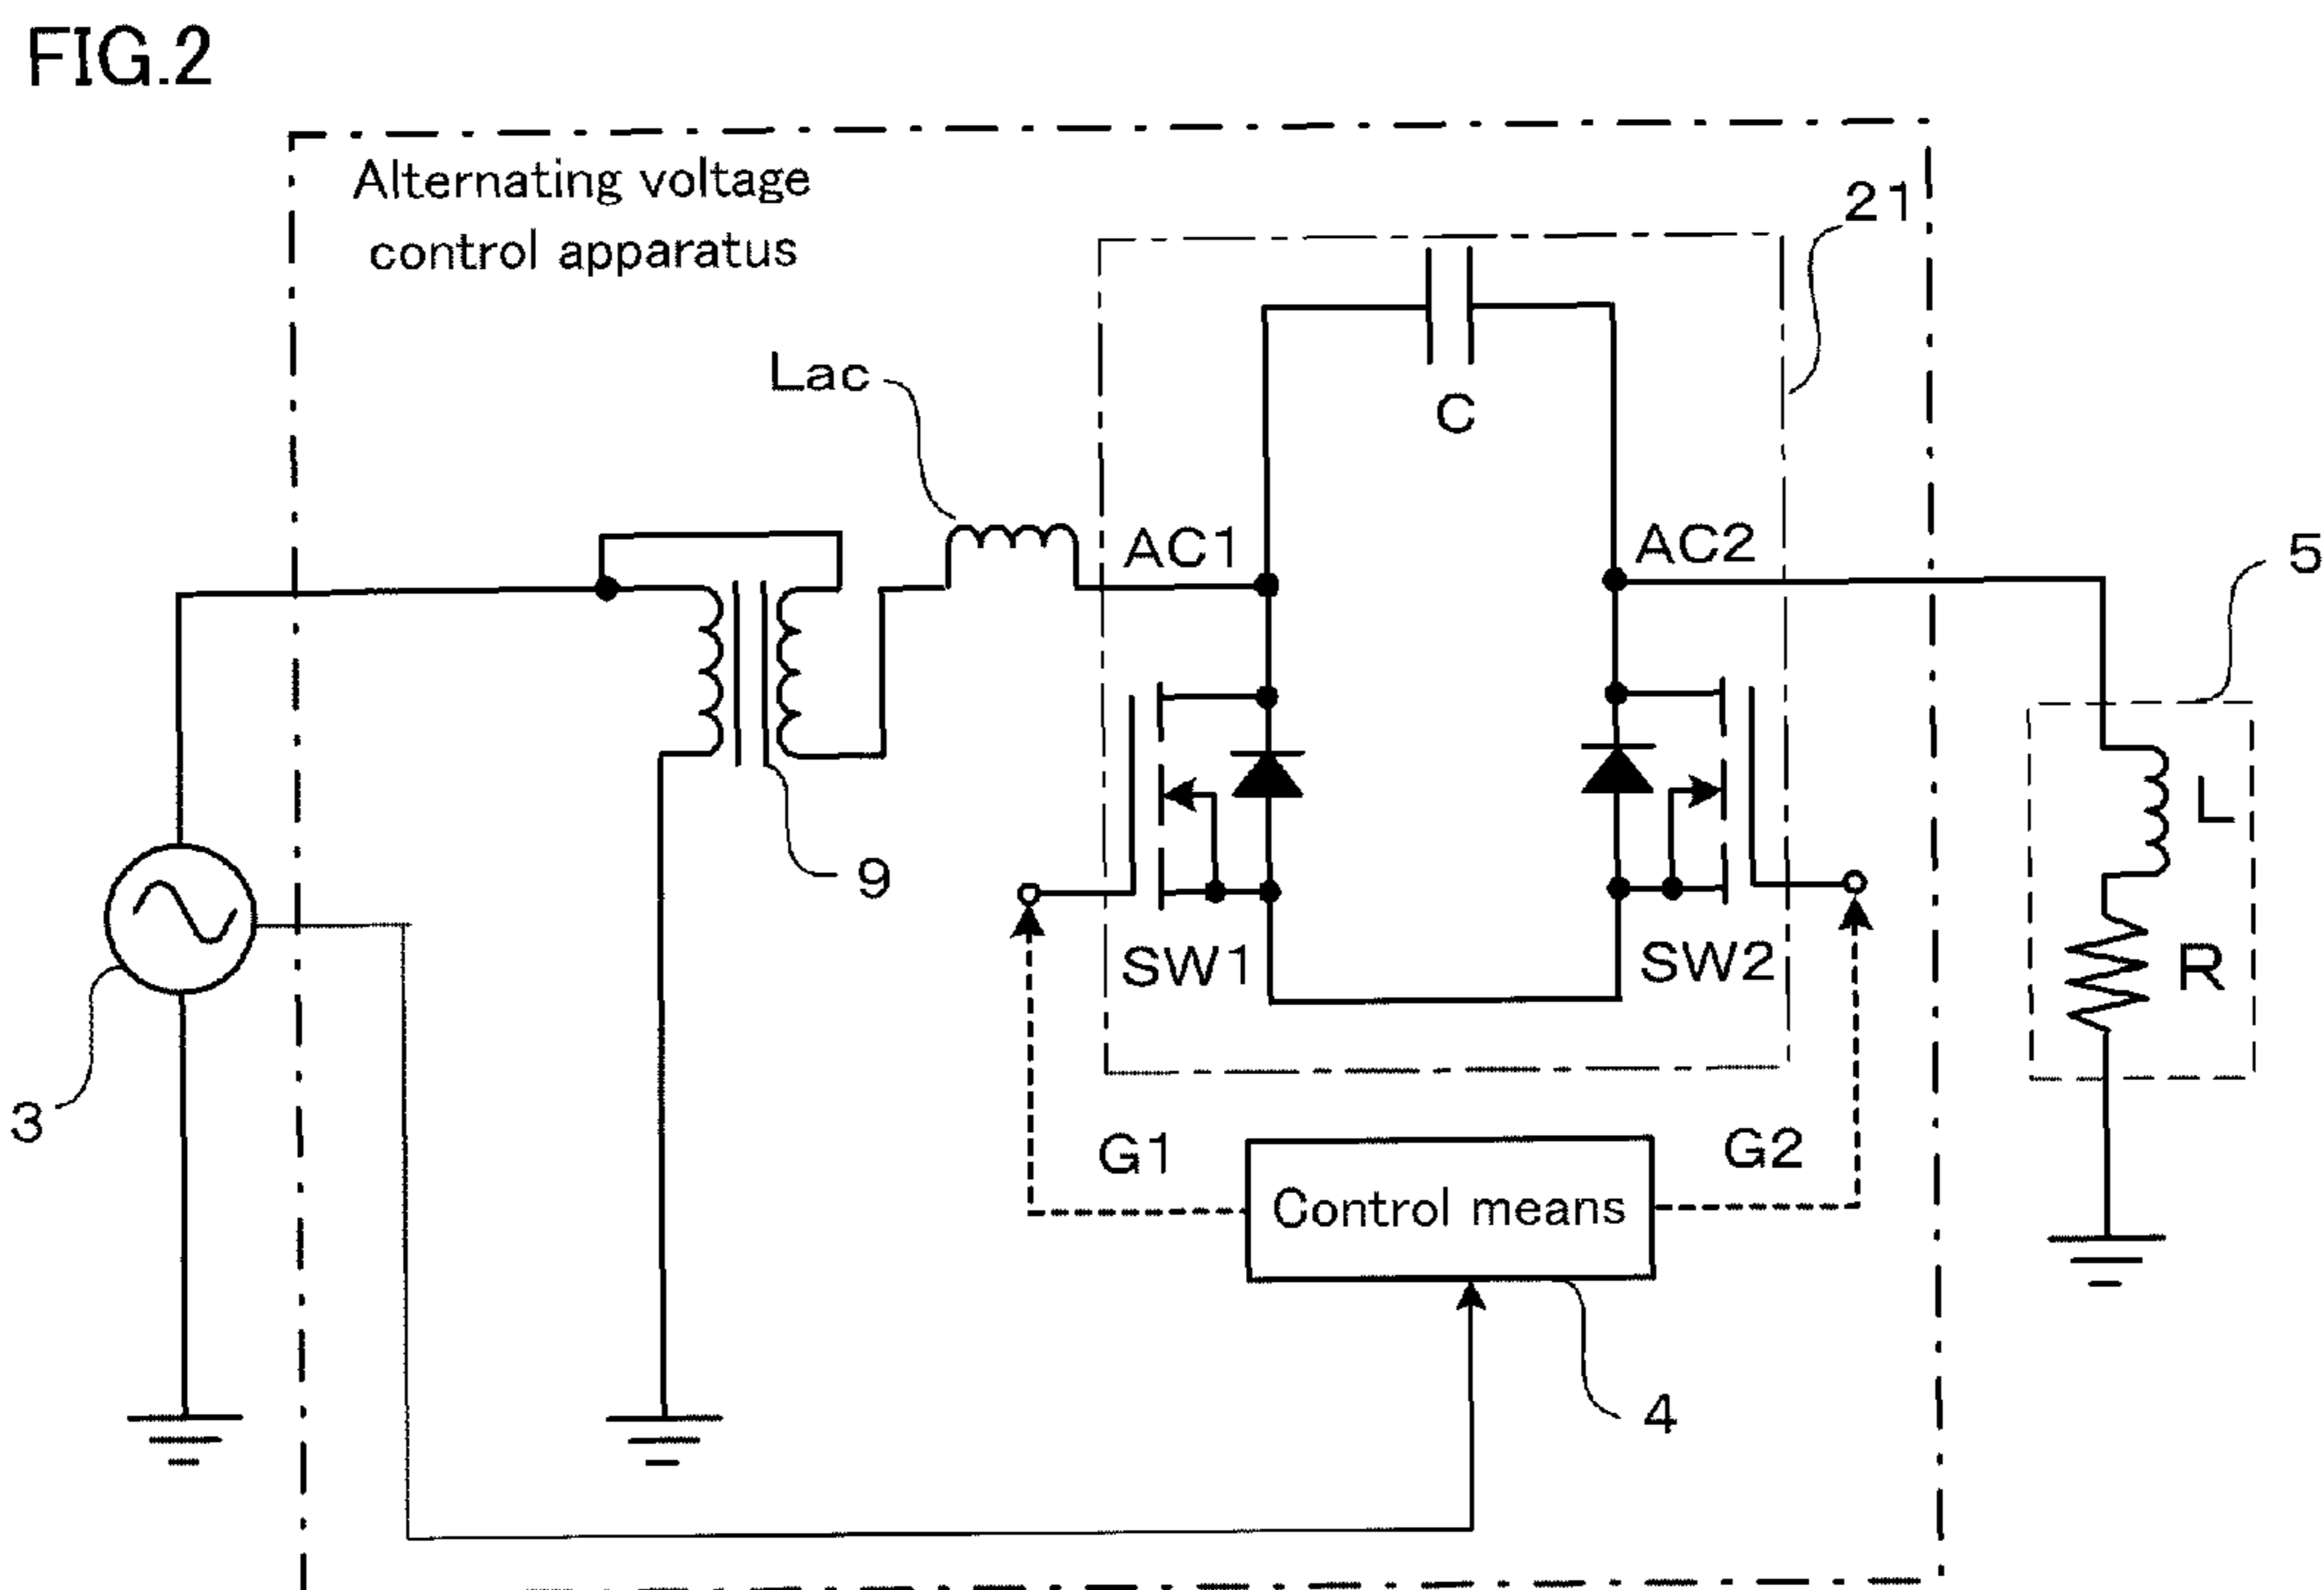 FIG.2
Alternating voltage
control apparatus
21
Lac
C
AC1
AC2
5
L
9
SW1
SW2
R
3
G1
G2
Control means
4